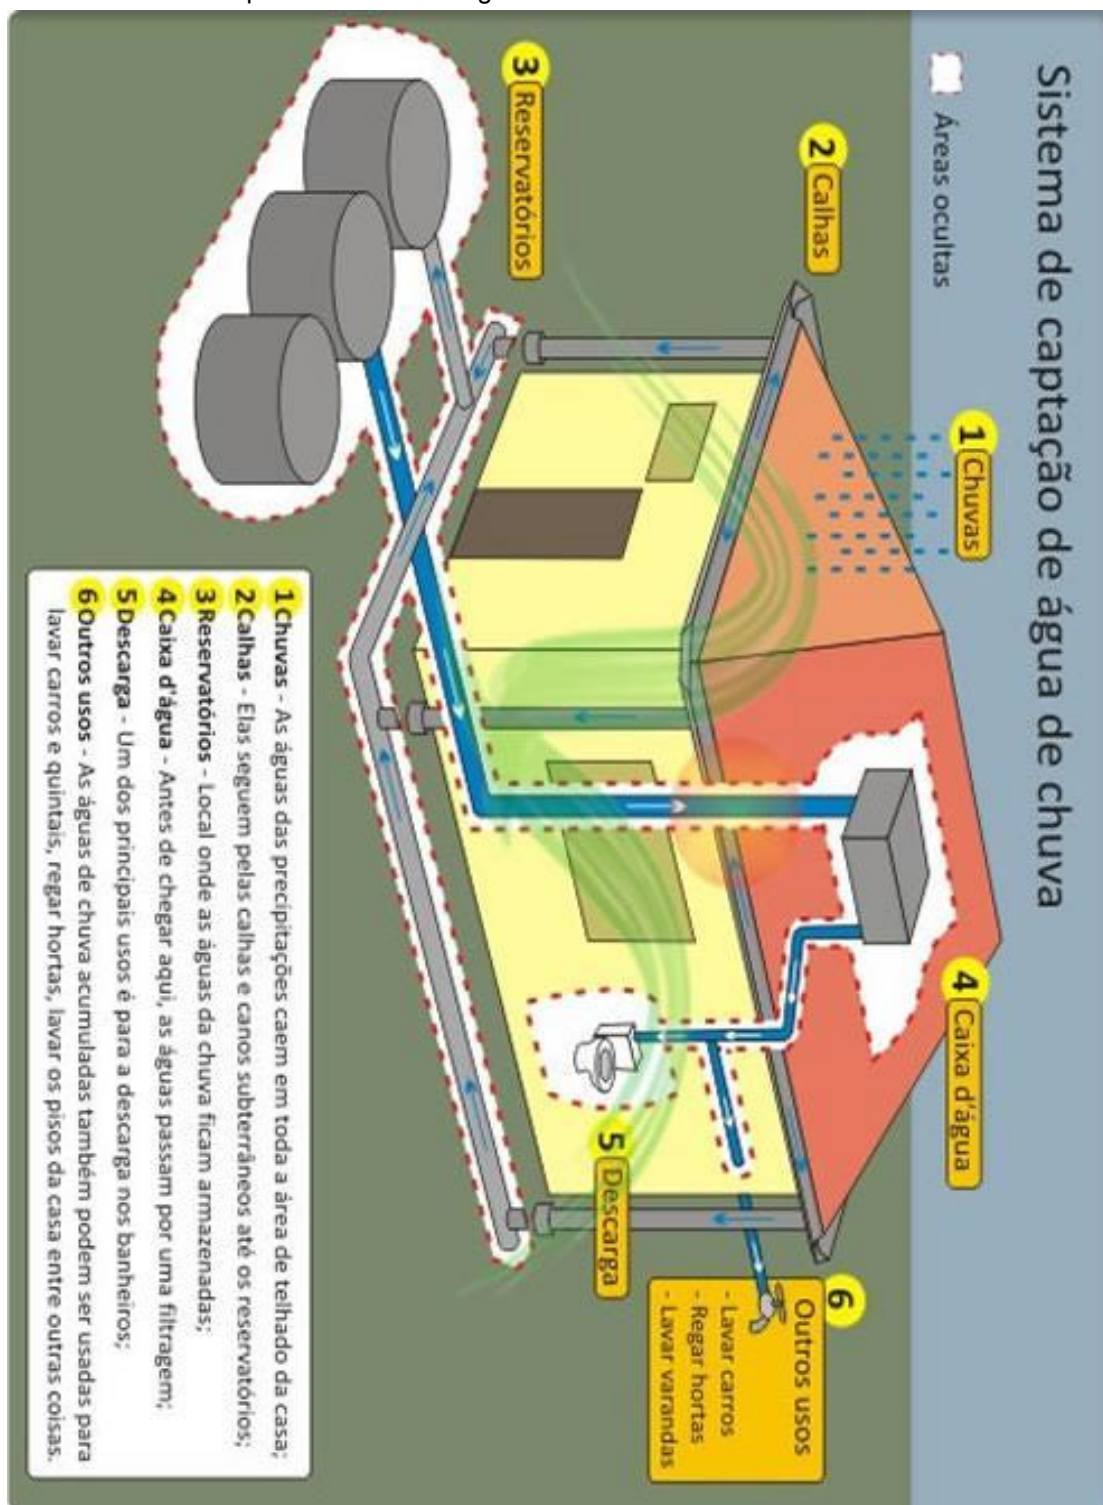 Sistema de captação de água de chuva
Áreas ocultas
1 Chuvas
2 Calhas
3 Reservatórios
4 Caixa d'água
5 Descarga
6
Outros usos
- Lavar carros
- Regar hortas
- Lavar varandas
1 Chuvas - As águas das precipitações caem em toda a área de telhado da casa;
2 Calhas - Elas seguem pelas calhas e canos subterrâneos até os reservatórios;
3 Reservatórios - Local onde as águas da chuva ficam armazenadas;
4 Caixa d'água - Antes de chegar aqui, as águas passam por uma filtragem;
5 Descarga - Um dos principais usos é para a descarga nos banheiros;
6 Outros usos - As águas de chuva acumuladas também podem ser usadas para
lavar carros e quintais, regar hortas, lavar os pisos da casa entre outras coisas.